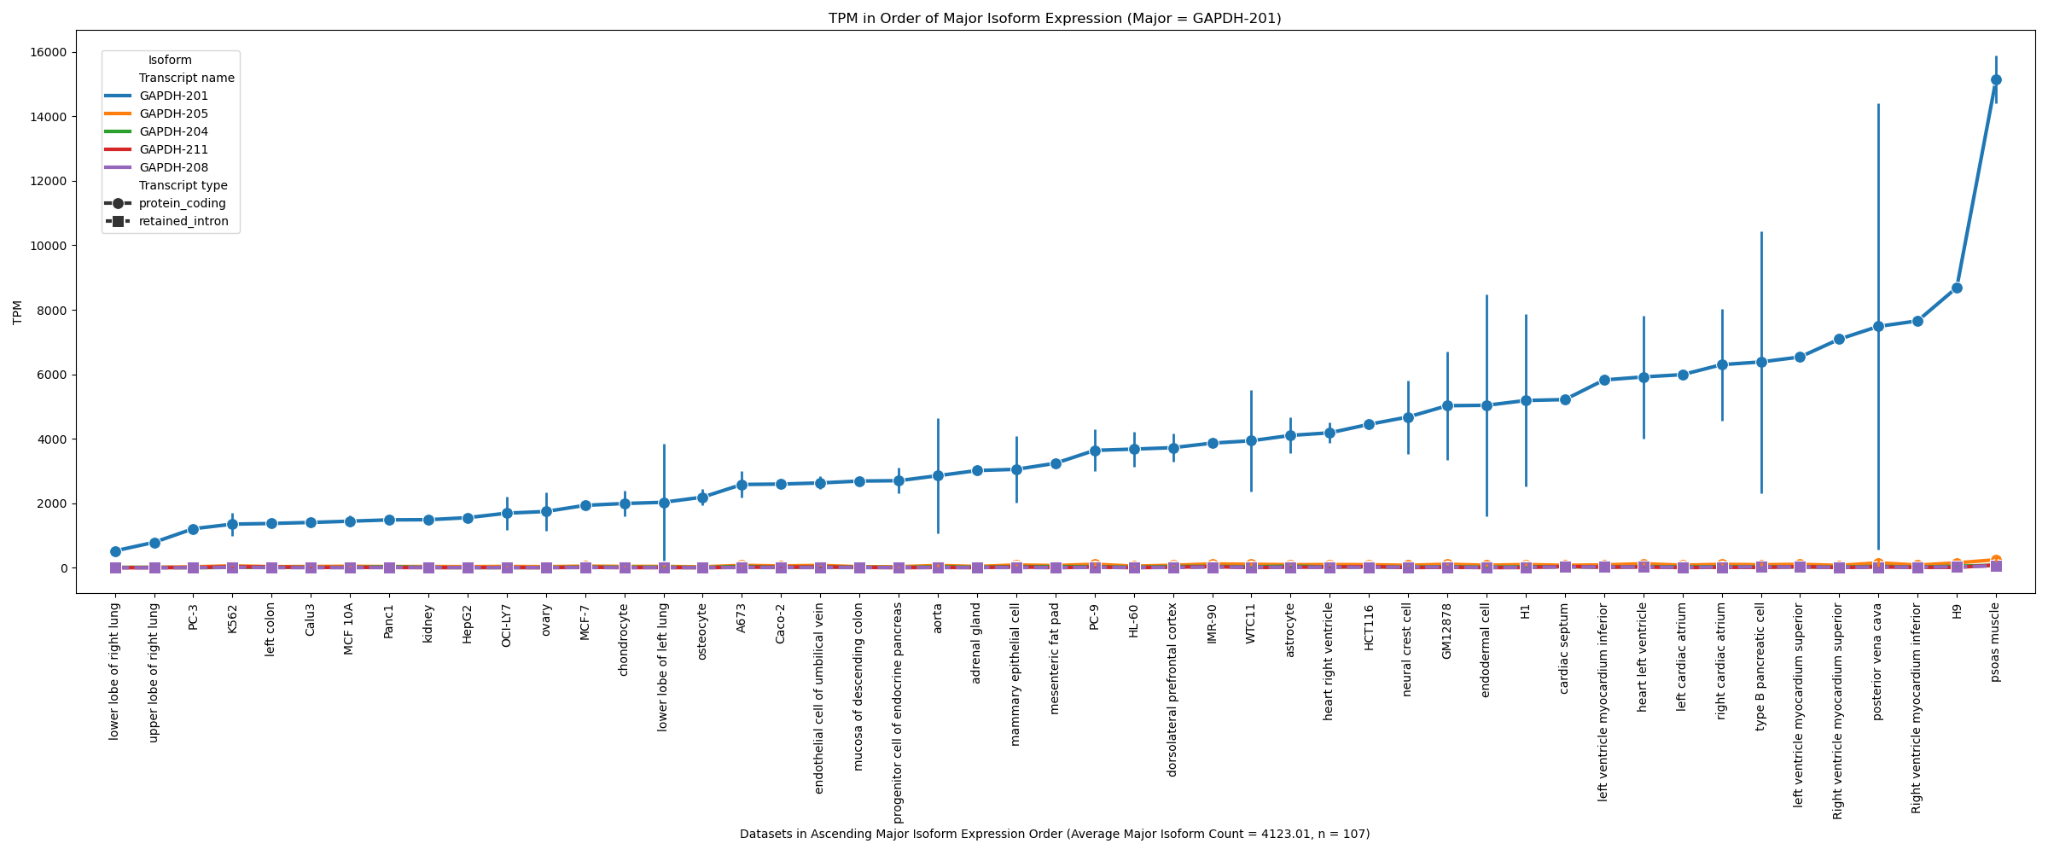 TPM in Order of Major Isoform Expression (Major = GAPDH-201)
16000
14000
12000
10000
8000
6000
4000
2000
0
TPM
Isoform
Transcript name
GAPDH-201
GAPDH-205
GAPDH-204
GAPDH-211
GAPDH-208
Transcript type
protein_coding
retained_intron
lower lobe of right lung
upper lobe of right lung
PC-3
K562
left colon
Calu3
MCF 10A
Panc1
kidney
HepG2
OCI-LY7
ovary
MCF-7
chondrocyte
lower lobe of left lung
osteocyte
A673
Caco-2
endothelial cell of umbilical vein
mucosa of descending colon
progenitor cell of endocrine pancreas
aorta
adrenal gland
mammary epithelial cell
mesenteric fat pad
PC-9
HL-60
dorsolateral prefrontal cortex
IMR-90
WTC11
astrocyte
heart right ventricle
HCT116
neural crest cell
GM12878
endodermal cell
H1
cardiac septum
left ventricle myocardium inferior
heart left ventricle
left cardiac atrium
right cardiac atrium
type B pancreatic cell
left ventricle myocardium superior
Right ventricle myocardium superior
posterior vena cava
Right ventricle myocardium inferior
H9
psoas muscle
Datasets in Ascending Major Isoform Expression Order (Average Major Isoform Count = 4123.01, n = 107)